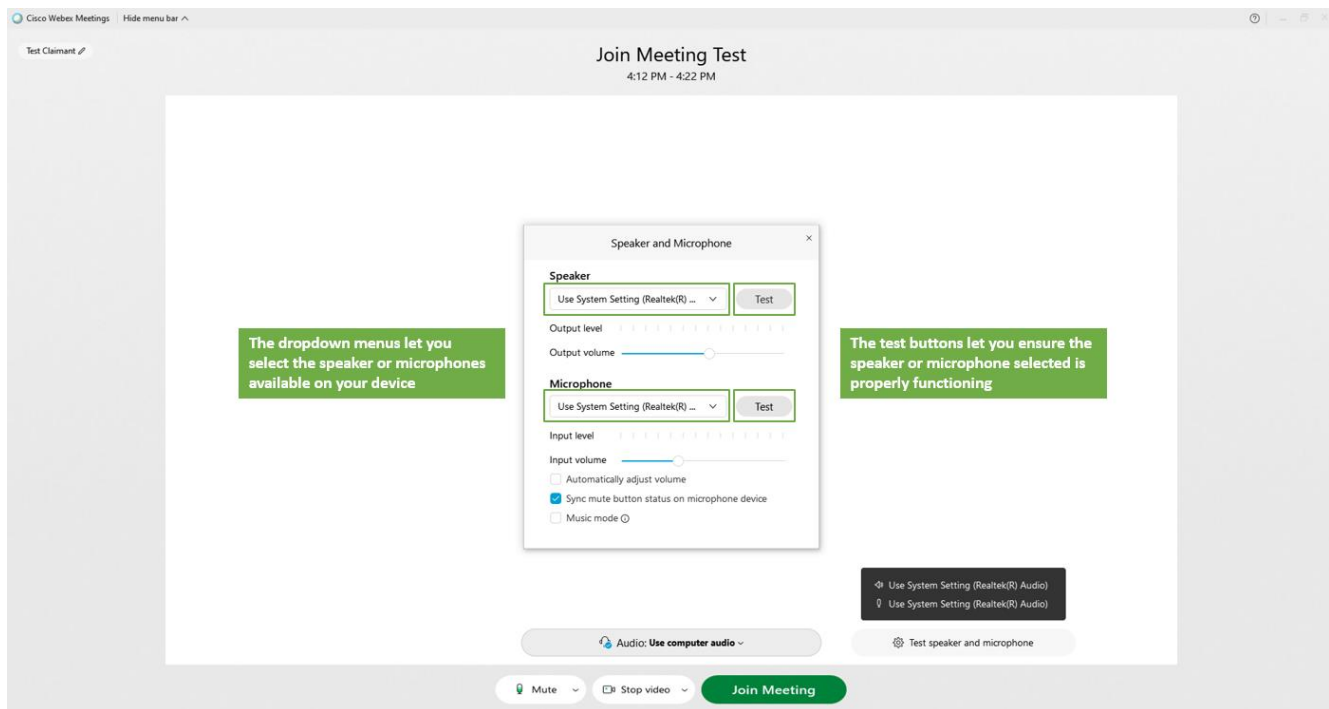 Cisco Webex Meetings Hide menu bar
Test Claimant
Join Meeting Test
4:12 PM - 4:22 PM
Speaker and Microphone
Speaker
Use System Setting (Realtek(R) ... Test
Output level
Output volume
The dropdown menus let you
select the speaker or microphones
available on your device
The test buttons let you ensure the
speaker or microphone selected is
properly functioning
Microphone
Use System Setting (Realtek(R) ... Test
Input level
Input volume
Automatically adjust volume
Sync mute button status on microphone device
Music mode
Use System Setting (Realtek(R) Audio)
Use System Setting (Realtek(R) Audio)
Audio: Use computer audio
Test speaker and microphone
Mute
Stop video
Join Meeting